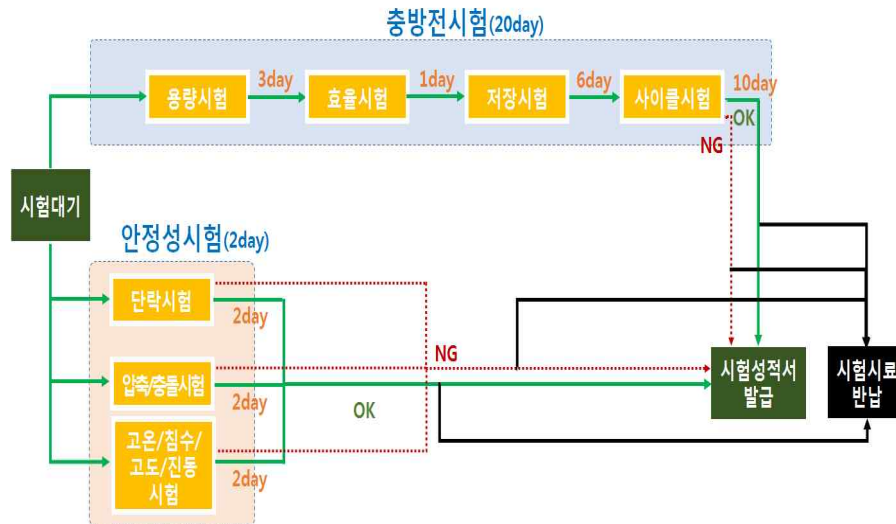 충방전시험(20day)
용량시험
3day
효율시험
1day
저장시험
6day
사이클시험
10day
OK
NG
시험대기
안정성시험(2day)
단락시험
2day
NG
압축/충돌시험
2day
OK
고온/침수/
고도/진동
시험
2day
시험성적서
발급
시험시료
반납